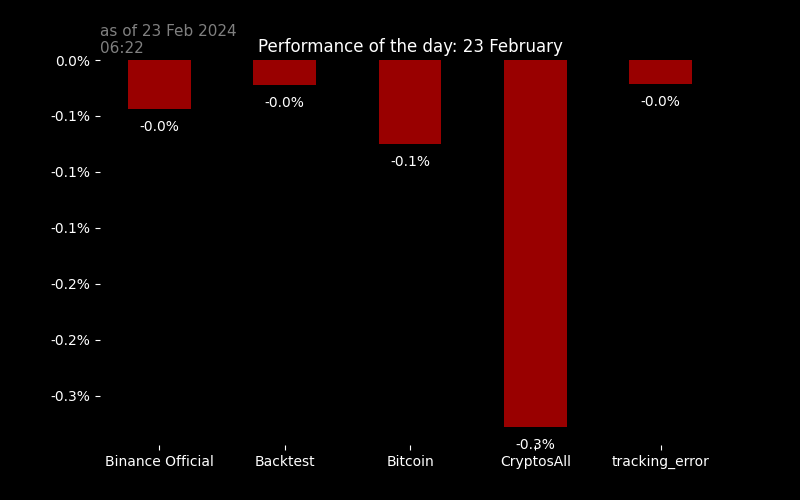 as of 23 Feb 2024
06:22
Performance of the day: 23 February
0.0%
-0.1%
-0.1%
-0.1%
-0.2%
-0.2%
-0.3%
-0.0%
-0.0%
-0.1%
-0.3%
-0.0%
Binance Official
Backtest
Bitcoin
CryptosAll
tracking_error